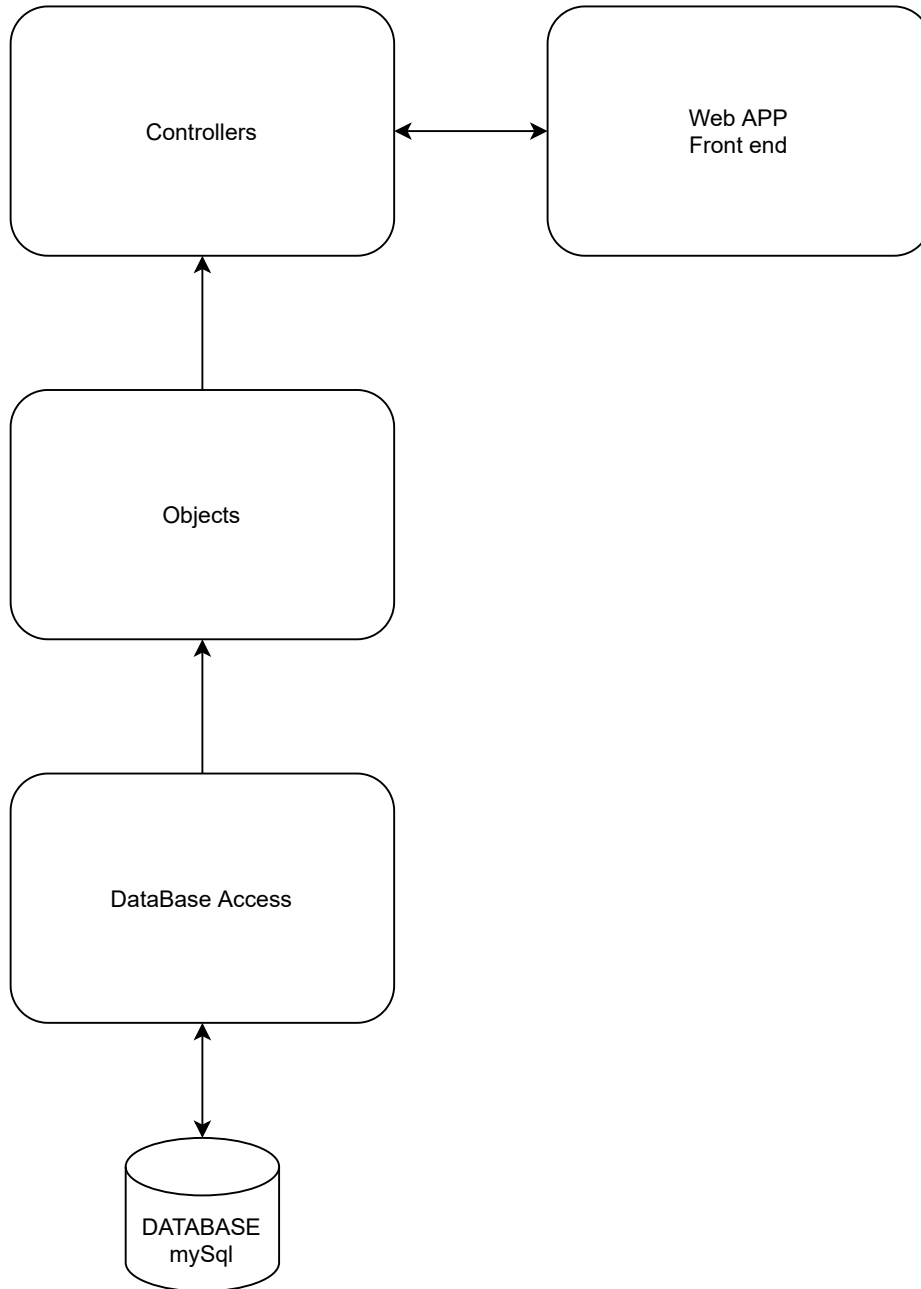 Controllers
Web APP
Front end
Objects
DataBase Access
DATABASE
mySql